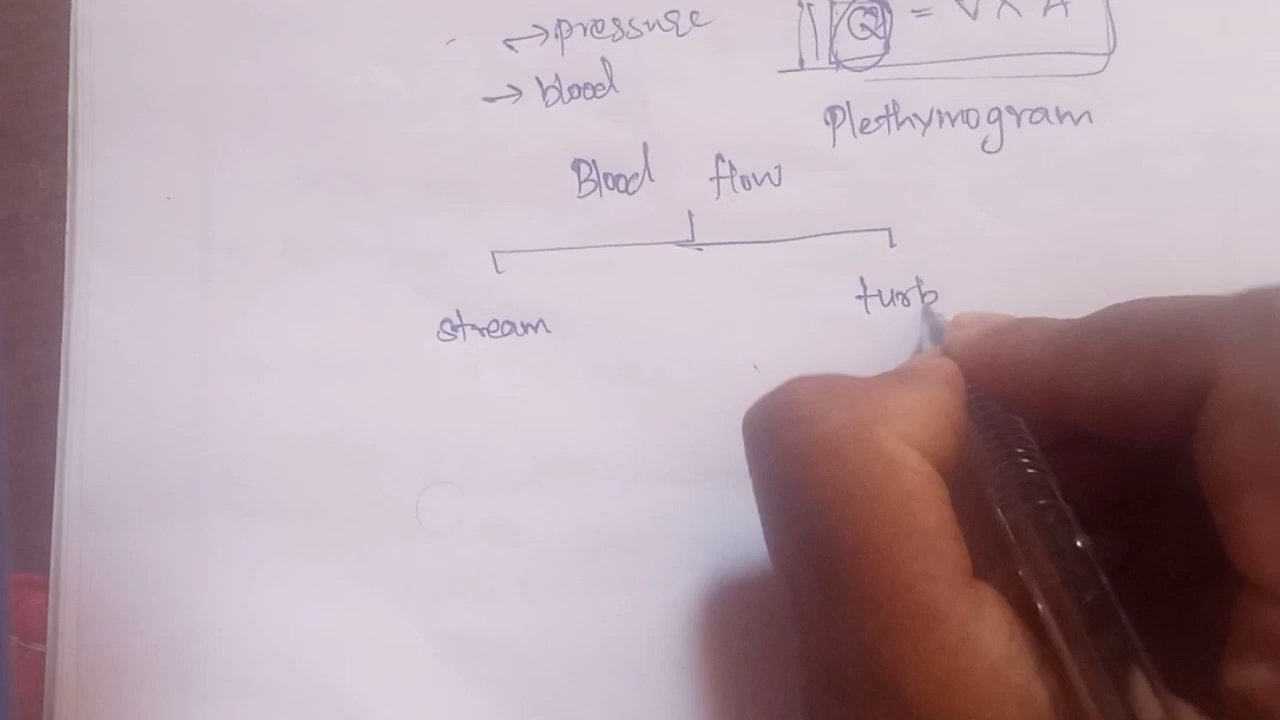 → pressure
Q = V X A
→ blood
Plethymogram
Blood flow
stream
turb